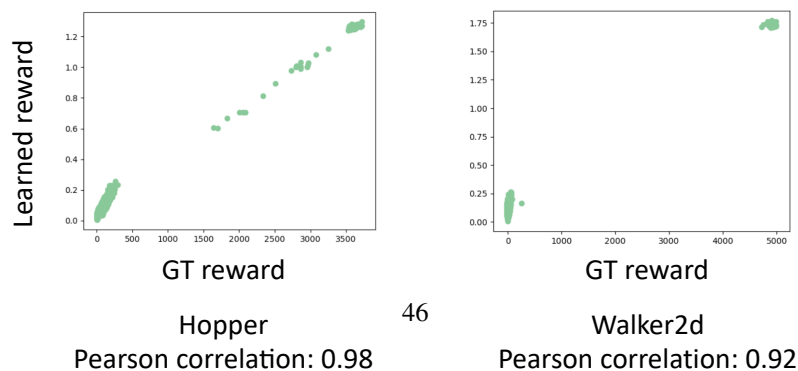 Learned reward
1.2
1.0
0.8
0.6
0.4
0.2
0.0
0 500 1000 1500 2000 2500 3000 3500
GT reward
Hopper
Pearson correlation: 0.98
1.75
1.50
1.25
1.00
0.75
0.50
0.25
0.00
0 1000 2000 3000 4000 5000
GT reward
Walker2d
Pearson correlation: 0.92
46